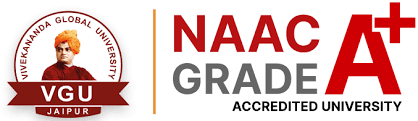 VIVEKANANDA GLOBAL UNIVERSITY
VGU
JAIPUR
NAAC
GRADE
A+
ACCREDITED UNIVERSITY